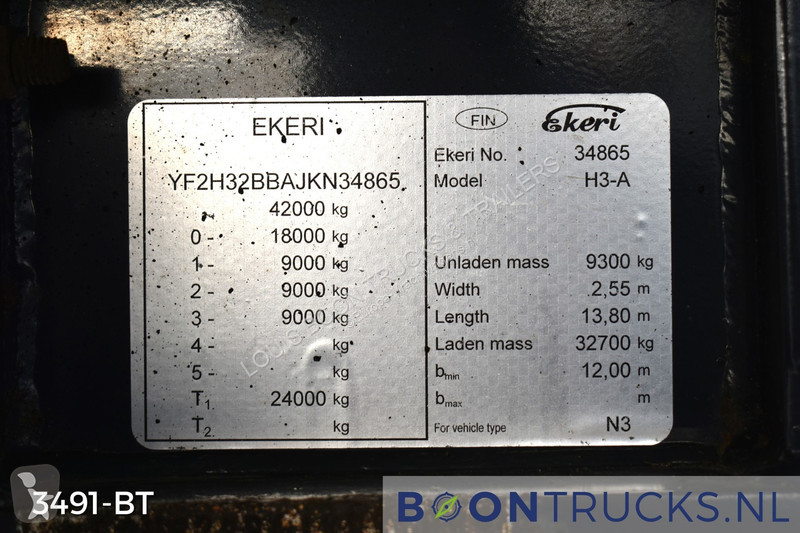 EKERI
YF2H32BBAJKN34865
42000 kg
0 - 18000 kg
1 - 9000 kg
2 - 9000 kg
3 - 9000 kg
4 - kg
5 - kg
T1 24000 kg
T2 kg
FIN Ekeri
Ekeri No. 34865
Model H3-A
Unladen mass 9300 kg
Width 2,55 m
Length 13,80 m
Laden mass 32700 kg
bmin 12,00 m
bmax m
For vehicle type N3
3491-BT
BOONTRUCKS.NL